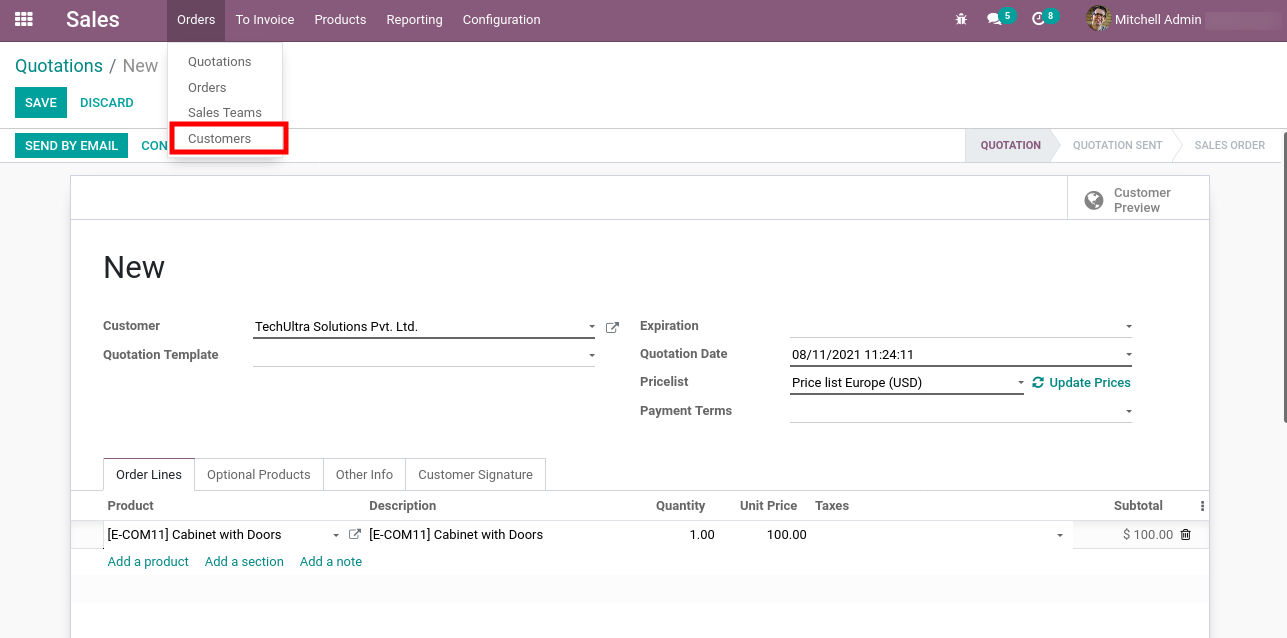 Sales Orders To Invoice Products Reporting Configuration 5 8 Mitchell Admin
Quotations
Orders
Sales Teams
Customers
Quotations / New
SAVE DISCARD
SEND BY EMAIL CON QUOTATION QUOTATION SENT SALES ORDER
Customer
Preview
New
Customer TechUltra Solutions Pvt. Ltd. Expiration
Quotation Template Quotation Date 08/11/2021 11:24:11
Pricelist Price list Europe (USD) Update Prices
Payment Terms
Order Lines Optional Products Other Info Customer Signature
Product Description Quantity Unit Price Taxes Subtotal
[E-COM11] Cabinet with Doors [E-COM11] Cabinet with Doors 1.00 100.00 $ 100.00
Add a product Add a section Add a note